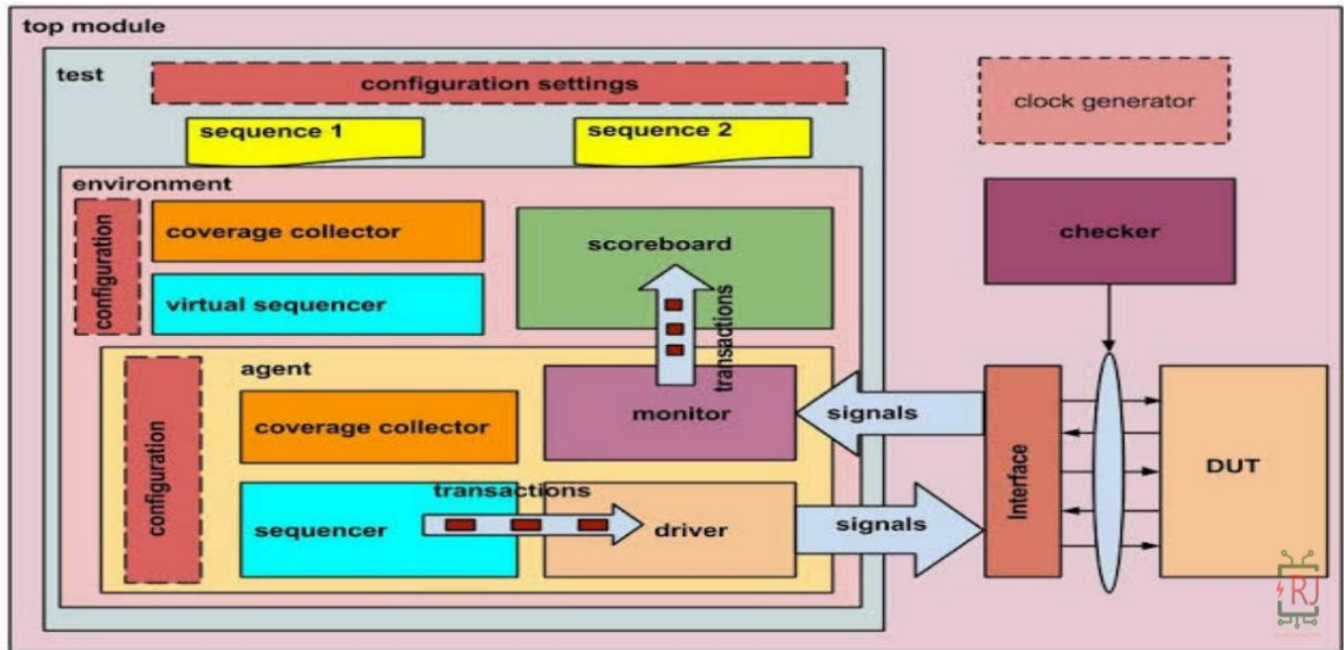 top module
test
configuration settings
clock generator
sequence 1
sequence 2
environment
configuration
coverage collector
scoreboard
checker
virtual sequencer
transactions
agent
configuration
coverage collector
monitor
signals
Interface
DUT
transactions
sequencer
driver
signals
RJ